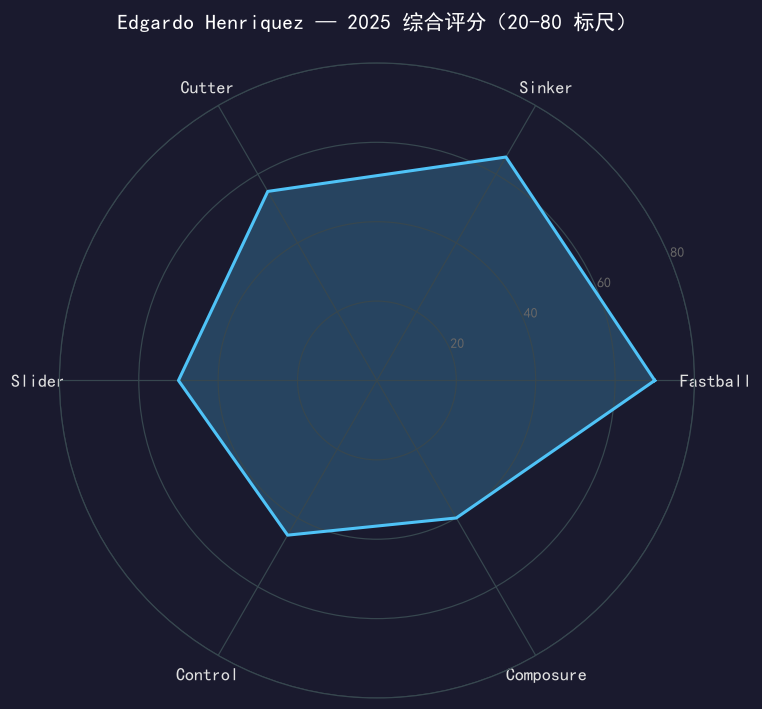 Edgardo Henriquez — 2025 综合评分（20-80 标尺）
Cutter
Sinker
80
60
40
20
Slider
Fastball
Control
Composure